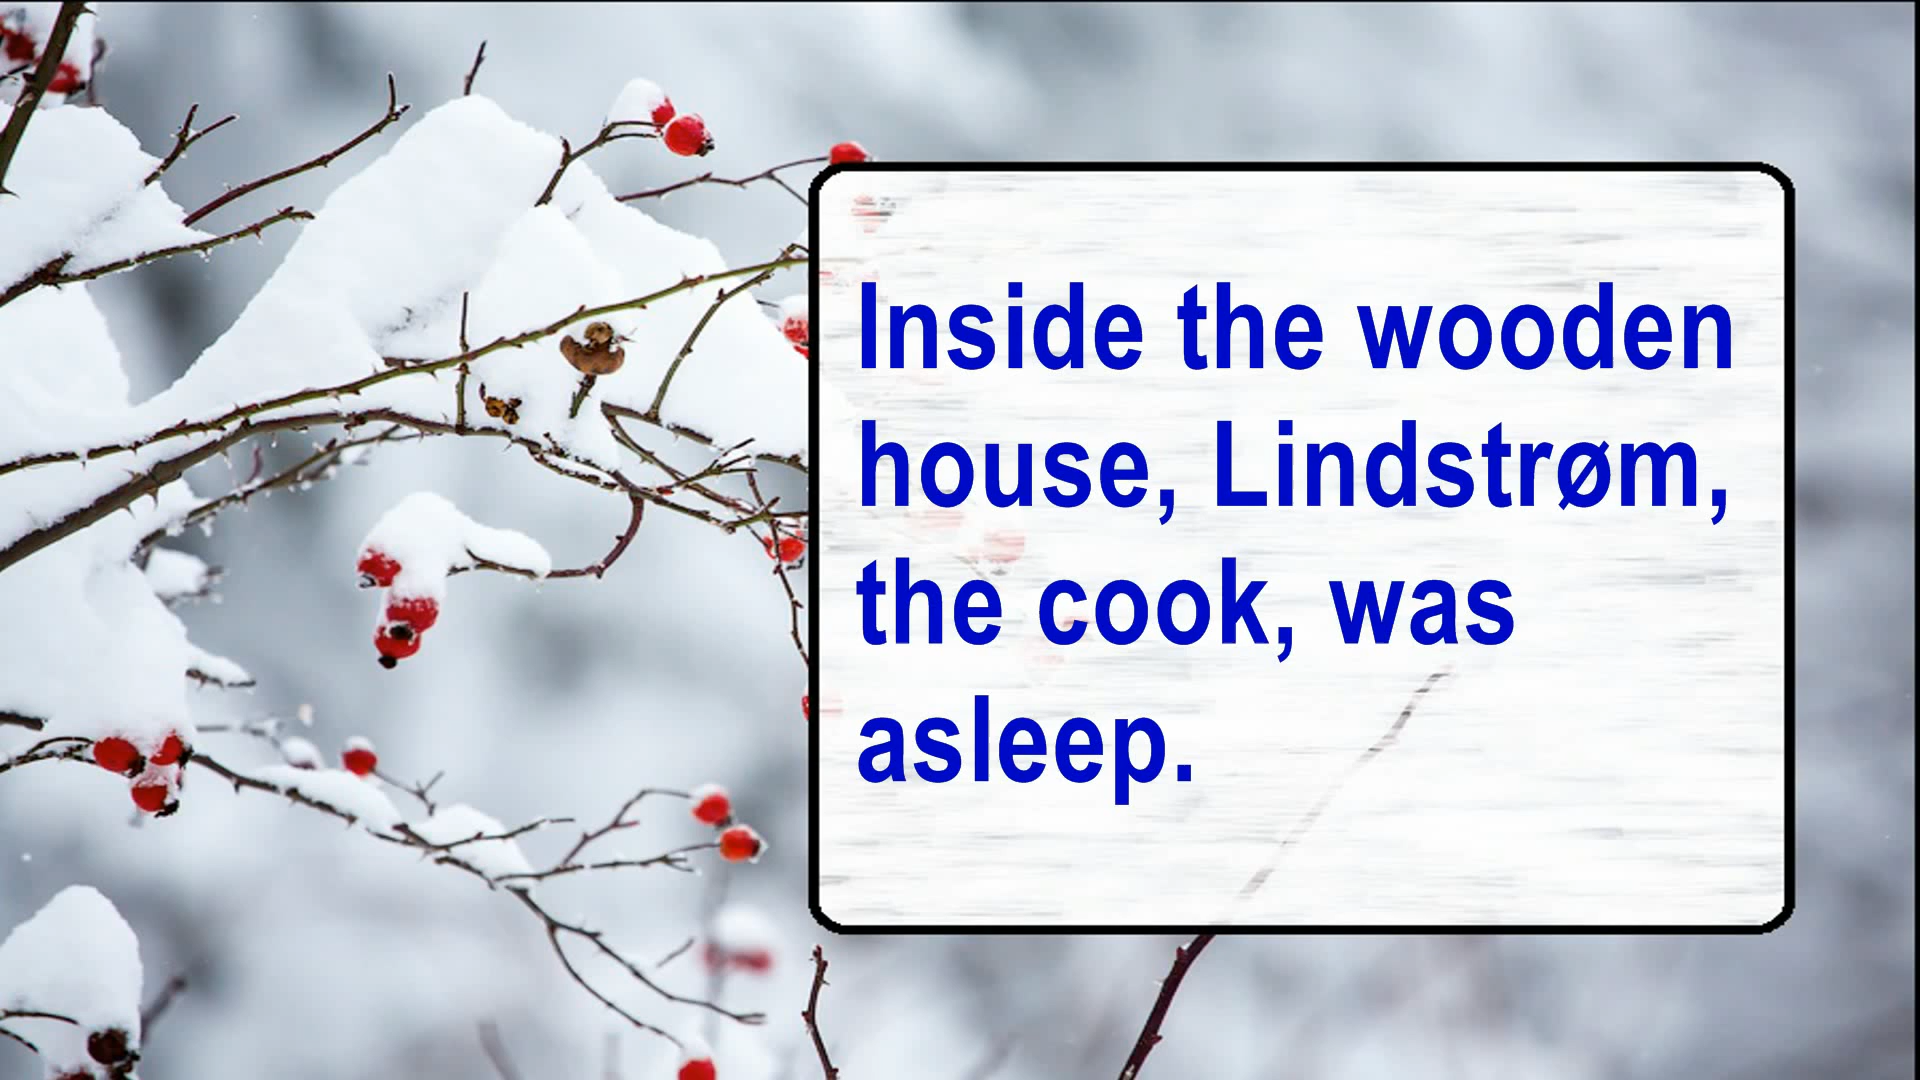 Inside the wooden
house, Lindstrøm,
the cook, was
asleep.